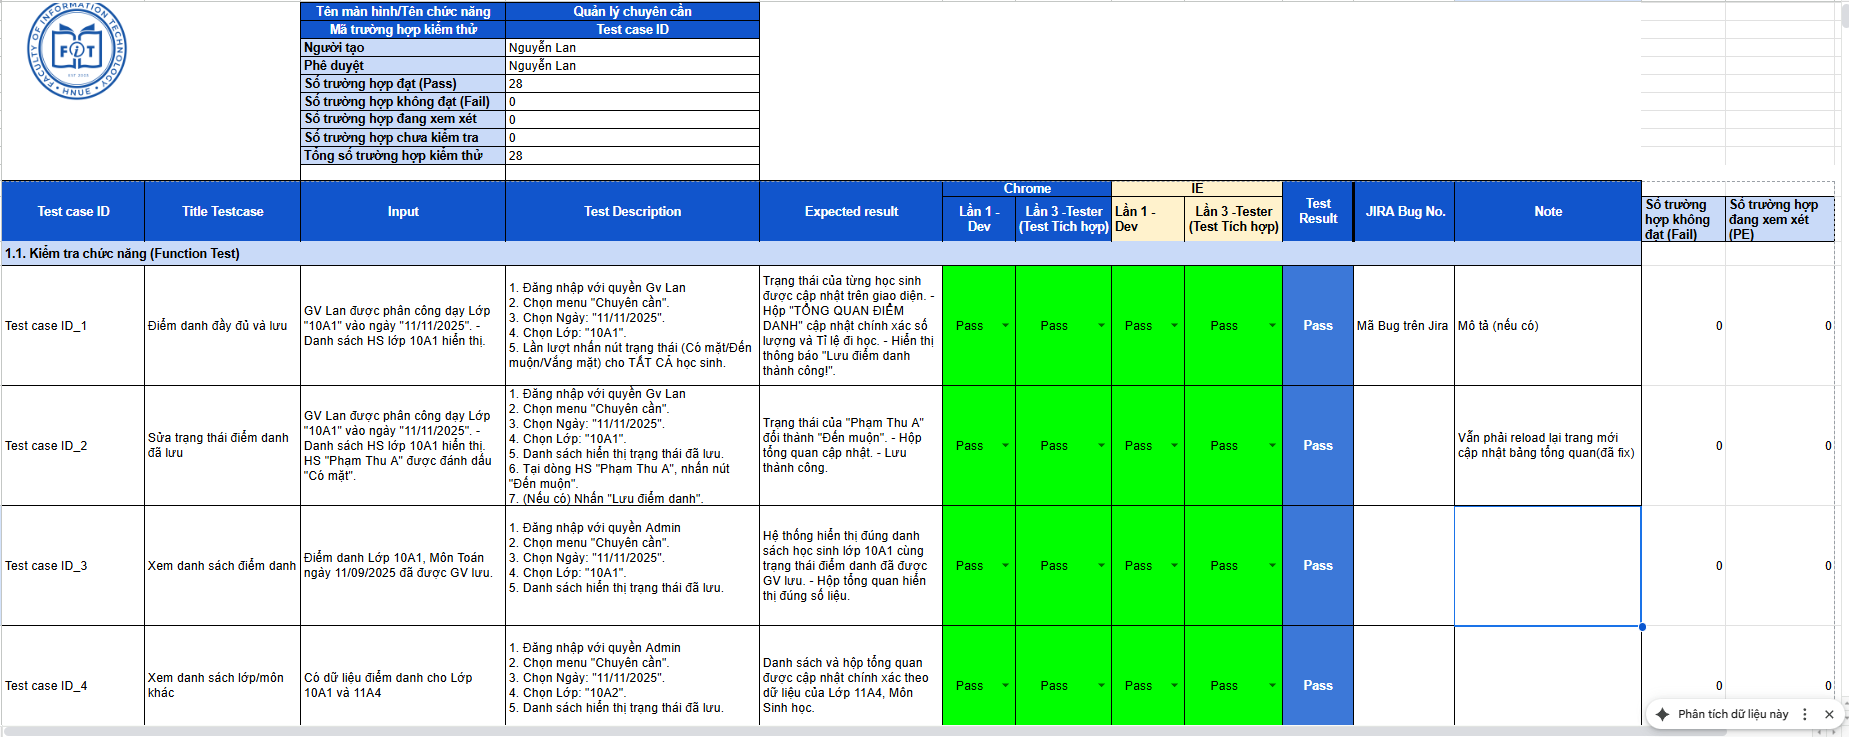 FACULTY OF INFORMATION TECHNOLOGY
FiT
HNUE
Tên màn hình/Tên chức năng
Quản lý chuyên cần
Mã trường hợp kiểm thử
Test case ID
Người tạo
Nguyễn Lan
Phê duyệt
Nguyễn Lan
Số trường hợp đạt (Pass)
28
Số trường hợp không đạt (Fail)
0
Số trường hợp đang xem xét
0
Số trường hợp chưa kiểm tra
0
Tổng số trường hợp kiểm thử
28
Test case ID
Title Testcase
Input
Test Description
Expected result
Chrome
Lần 1 -
Dev
Lần 3 -Tester
(Test Tích hợp)
IE
Lần 1 -
Dev
Lần 3 -Tester
(Test Tích hợp)
Test
Result
JIRA Bug No.
Note
Số trường
hợp không
đạt (Fail)
Số trường hợp
đang xem xét
(PE)
1.1. Kiểm tra chức năng (Function Test)
Test case ID_1
Điểm danh đầy đủ và lưu
GV Lan được phân công dạy Lớp
"10A1" vào ngày "11/11/2025". -
Danh sách HS lớp 10A1 hiển thị.
1. Đăng nhập với quyền Gv Lan
2. Chọn menu "Chuyên cần".
3. Chọn Ngày: "11/11/2025".
4. Chọn Lớp: "10A1".
5. Lần lượt nhấn nút trạng thái (Có mặt/Đến
muộn/Vắng mặt) cho TẤT CẢ học sinh.
Trạng thái của từng học sinh
được cập nhật trên giao diện. -
Hộp "TỔNG QUAN ĐIỂM
DANH" cập nhật chính xác số
lượng và Tỉ lệ đi học. - Hiển thị
thông báo "Lưu điểm danh
thành công!".
Pass
Pass
Pass
Pass
Pass
Mã Bug trên Jira
Mô tả (nếu có)
0
0
Test case ID_2
Sửa trạng thái điểm danh
đã lưu
GV Lan được phân công dạy Lớp
"10A1" vào ngày "11/11/2025". -
Danh sách HS lớp 10A1 hiển thị.
HS "Phạm Thu A" được đánh dấu
"Có mặt".
1. Đăng nhập với quyền Gv Lan
2. Chọn menu "Chuyên cần".
3. Chọn Ngày: "11/11/2025".
4. Chọn Lớp: "10A1".
5. Danh sách hiển thị trạng thái đã lưu.
6. Tại dòng HS "Phạm Thu A", nhấn nút
"Đến muộn".
7. (Nếu có) Nhấn "Lưu điểm danh".
Trạng thái của "Phạm Thu A"
đổi thành "Đến muộn". - Hộp
tổng quan cập nhật. - Lưu
thành công.
Pass
Pass
Pass
Pass
Pass
Vẫn phải reload lại trang mới
cập nhật bảng tổng quan(đã fix)
0
0
Test case ID_3
Xem danh sách điểm danh
Điểm danh Lớp 10A1, Môn Toán
ngày 11/09/2025 đã được GV lưu.
1. Đăng nhập với quyền Admin
2. Chọn menu "Chuyên cần".
3. Chọn Ngày: "11/11/2025".
4. Chọn Lớp: "10A1".
5. Danh sách hiển thị trạng thái đã lưu.
Hệ thống hiển thị đúng danh
sách học sinh lớp 10A1 cùng
trạng thái điểm danh đã được
GV lưu. - Hộp tổng quan hiển
thị đúng số liệu.
Pass
Pass
Pass
Pass
Pass
0
0
Test case ID_4
Xem danh sách lớp/môn
khác
Có dữ liệu điểm danh cho Lớp
10A1 và 11A4
1. Đăng nhập với quyền Admin
2. Chọn menu "Chuyên cần".
3. Chọn Ngày: "11/11/2025".
4. Chọn Lớp: "10A2".
5. Danh sách hiển thị trạng thái đã lưu.
Danh sách và hộp tổng quan
được cập nhật chính xác theo
dữ liệu của Lớp 11A4, Môn
Sinh học.
Pass
Pass
Pass
Pass
Pass
0
0
Phân tích dữ liệu này